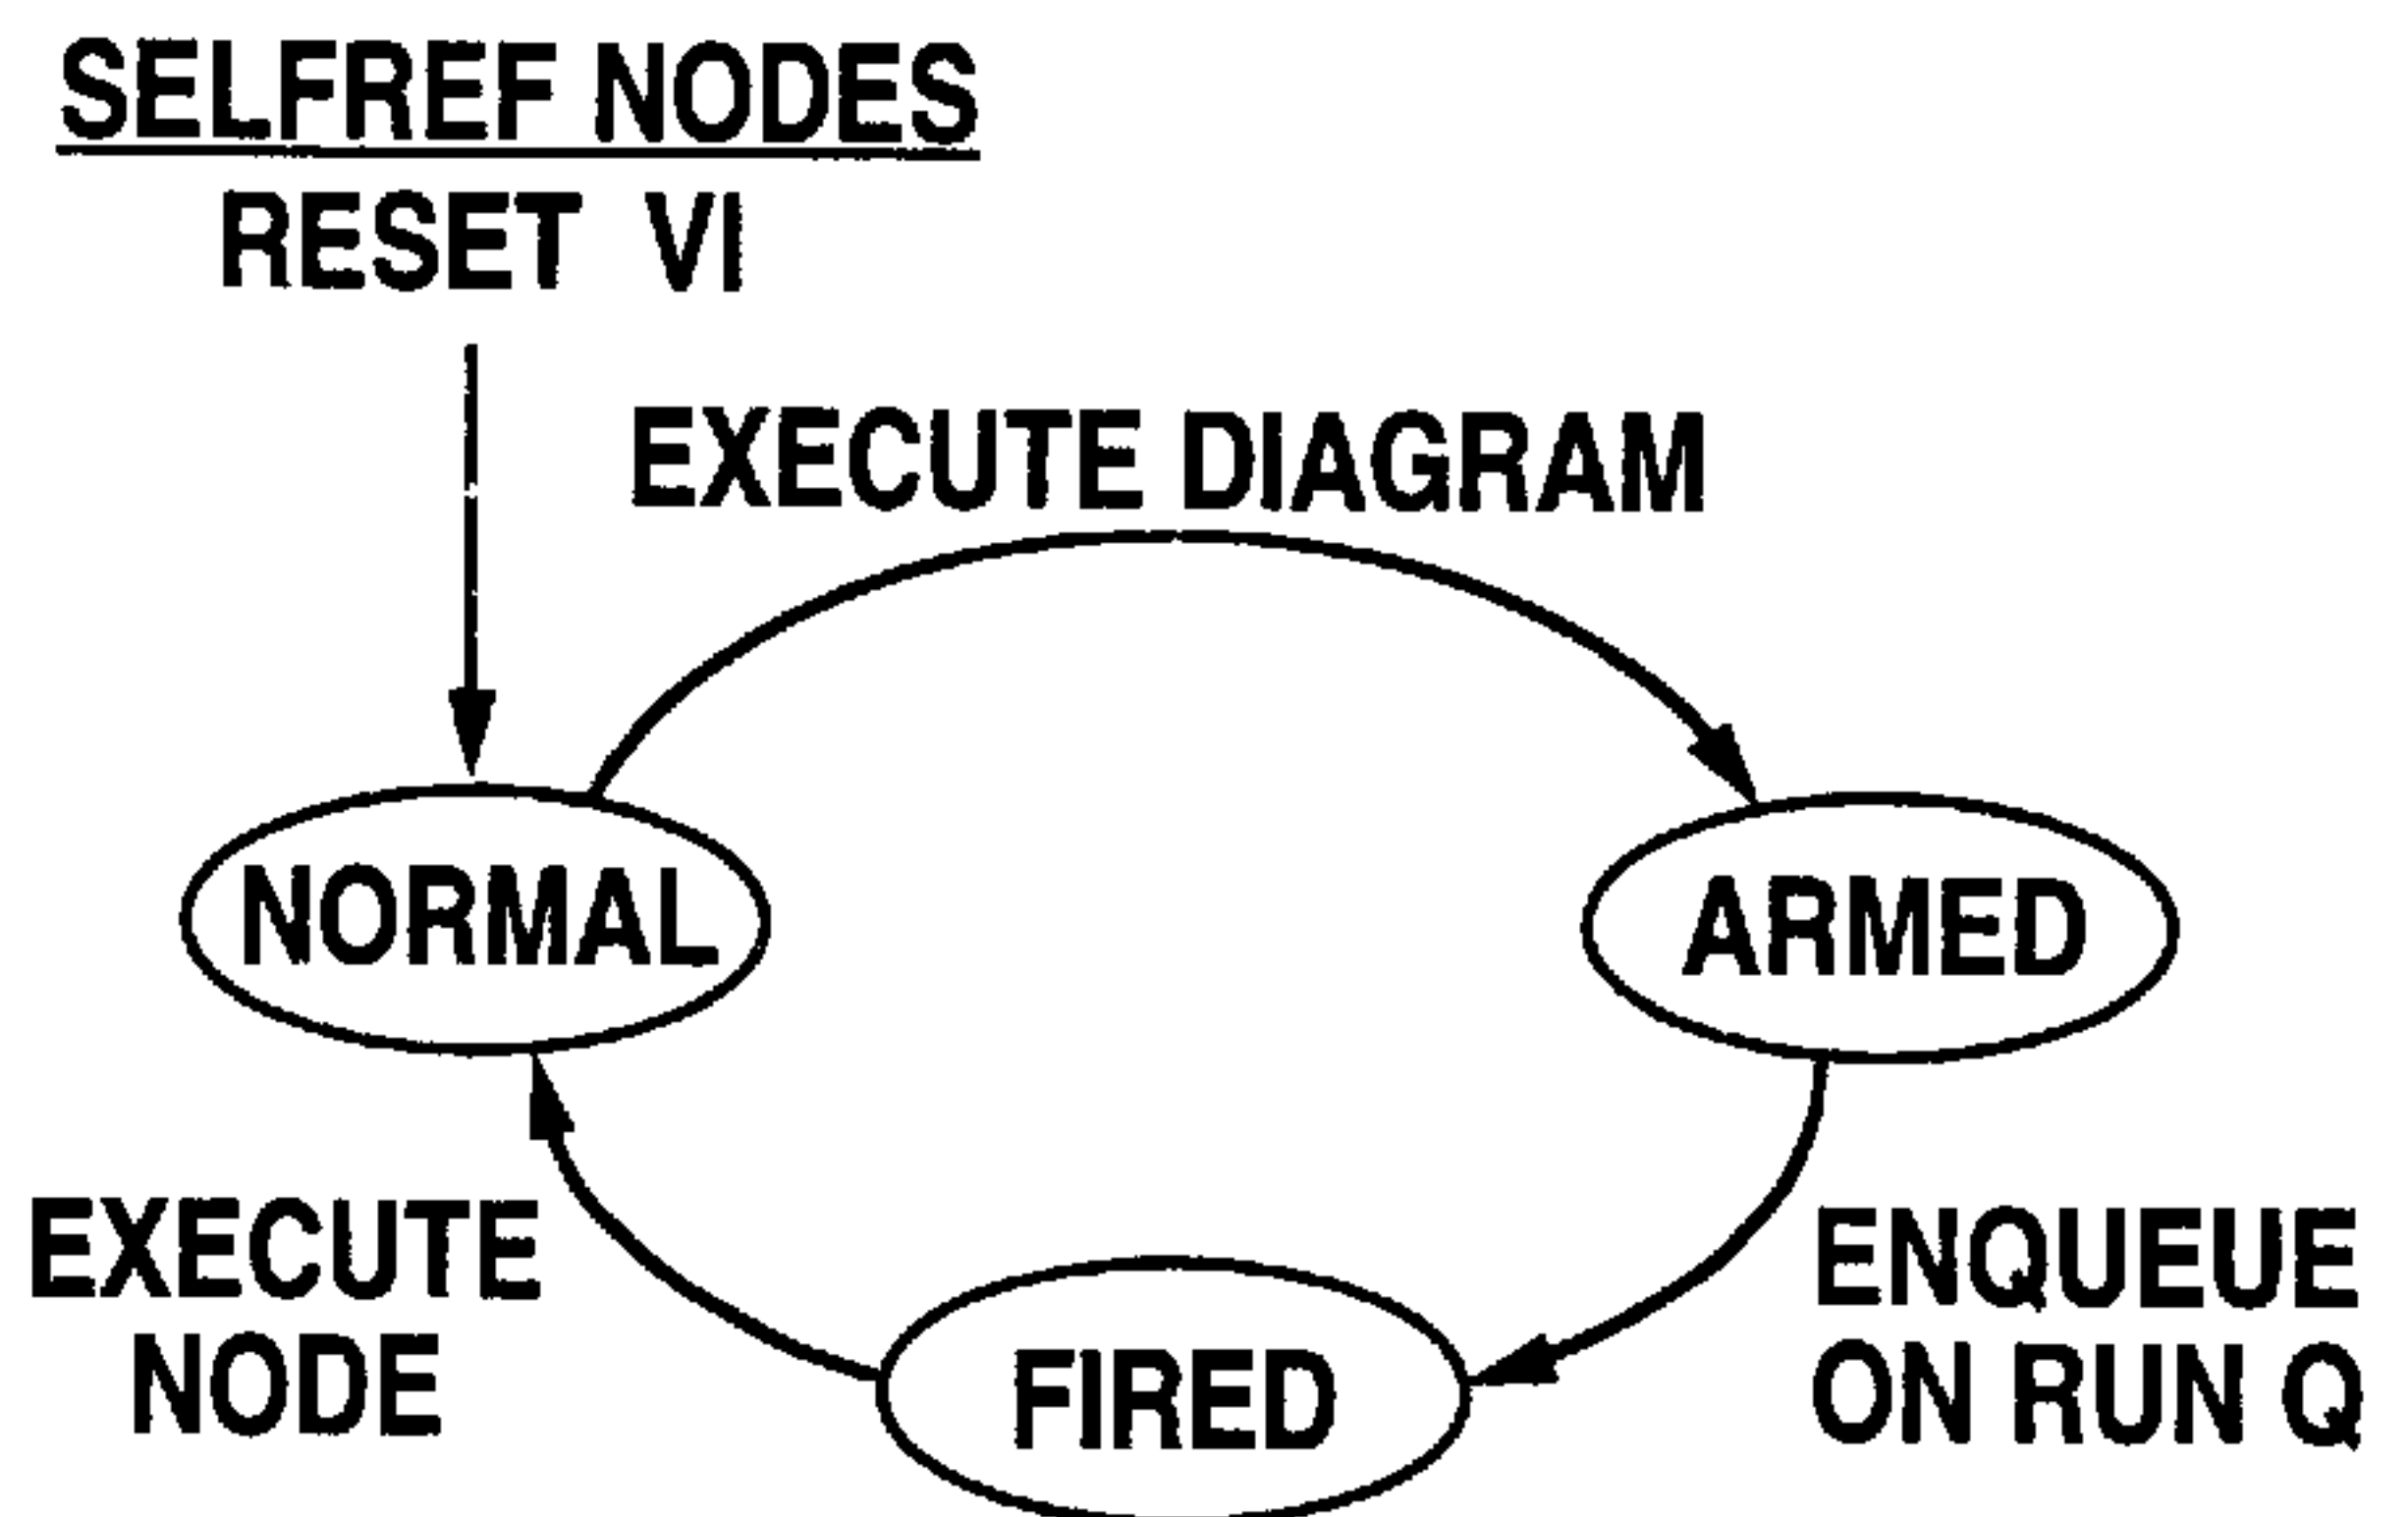 SELFREF NODES
RESET VI
EXECUTE DIAGRAM
NORMAL
ARMED
EXECUTE
NODE
FIRED
ENQUEUE
ON RUN Q